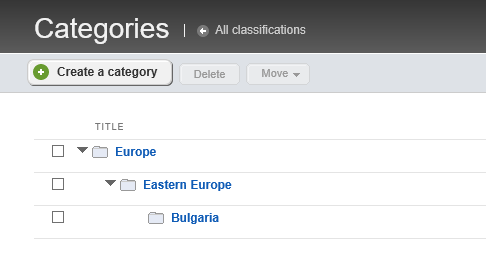 Categories | All classifications
Create a category Delete Move
TITLE
Europe
Eastern Europe
Bulgaria